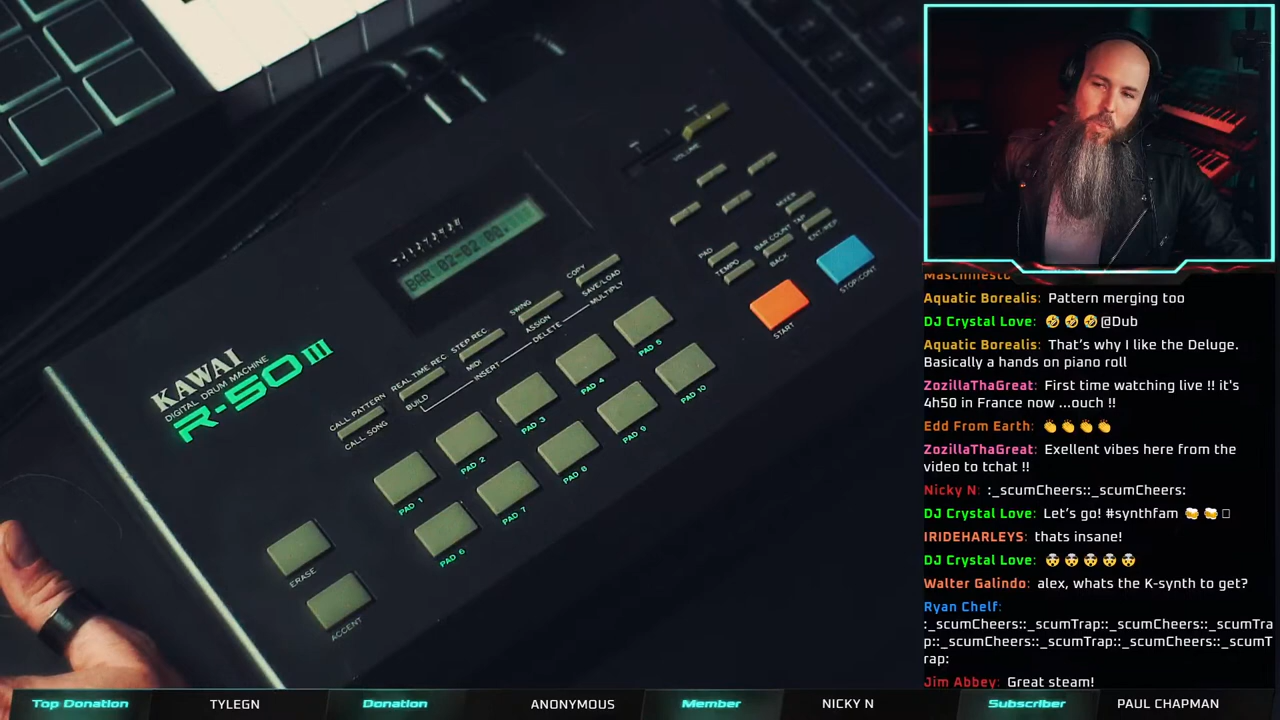 KAWAI
DIGITAL DRUM MACHINE
R-50 III
BAR 02-02 00
VOLUME
MIXER
TAP
ENT/REP
BAR COUNT
BACK
PAD
TEMPO
STOP/CONT
START
COPY
SAVE/LOAD
MULTIPLY
SWING
ASSIGN
DELETE
STEP REC
MIDI
INSERT
REAL TIME REC
BUILD
CALL PATTERN
CALL SONG
PAD 1
PAD 2
PAD 3
PAD 4
PAD 5
PAD 6
PAD 7
PAD 8
PAD 9
PAD 10
ERASE
ACCENT
Aquatic Borealis: Pattern merging too
DJ Crystal Love: 🤣 🤣 🤣 @Dub
Aquatic Borealis: That's why I like the Deluge.
Basically a hands on piano roll
ZozillaThaGreat: First time watching live !! it's
4h50 in France now ...ouch !!
Edd From Earth: 👏 👏 👏 👏
ZozillaThaGreat: Exellent vibes here from the
video to tchat !!
Nicky N: :_scumCheers::_scumCheers:
DJ Crystal Love: Let's go! #synthfam 🍻 🍻
IRIDEHARLEYS: thats insane!
DJ Crystal Love: 🤯 🤯 🤯 🤯 🤯
Walter Galindo: alex, whats the K-synth to get?
Ryan Chelf:
:_scumCheers::_scumTrap::_scumCheers::_scumTra
p::_scumCheers::_scumTrap::_scumCheers::_scumT
rap:
Jim Abbey: Great steam!
Top Donation TYLEGN Donation ANONYMOUS Member NICKY N Subscriber PAUL CHAPMAN